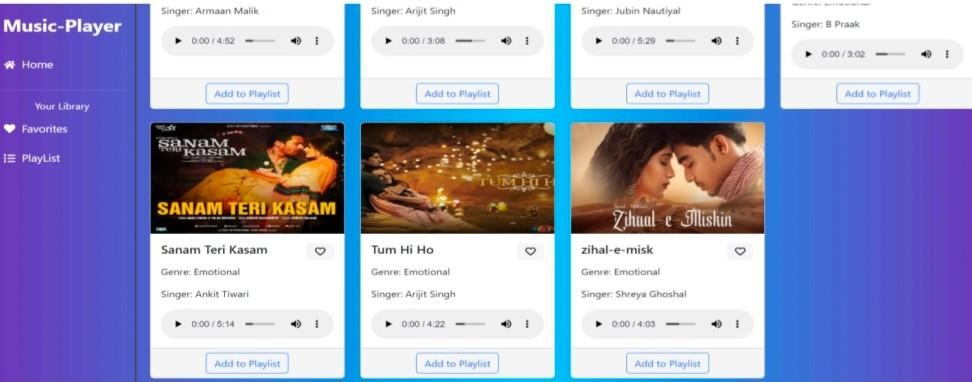 Music-Player
Home
Your Library
Favorites
PlayList
Singer: Armaan Malik
0:00 / 4:52
Add to Playlist
Singer: Arijit Singh
0:00 / 3:08
Add to Playlist
Singer: Jubin Nautiyal
0:00 / 5:29
Add to Playlist
Singer: B Praak
0:00 / 3:02
Add to Playlist
SANAM
TERI KASAM
SANAM TERI KASAM
Sanam Teri Kasam
Genre: Emotional
Singer: Ankit Tiwari
0:00 / 5:14
Add to Playlist
TUM HI H
Tum Hi Ho
Genre: Emotional
Singer: Arijit Singh
0:00 / 4:22
Add to Playlist
Zihaal-e-Miskin
zihal-e-misk
Genre: Emotional
Singer: Shreya Ghoshal
0:00 / 4:03
Add to Playlist